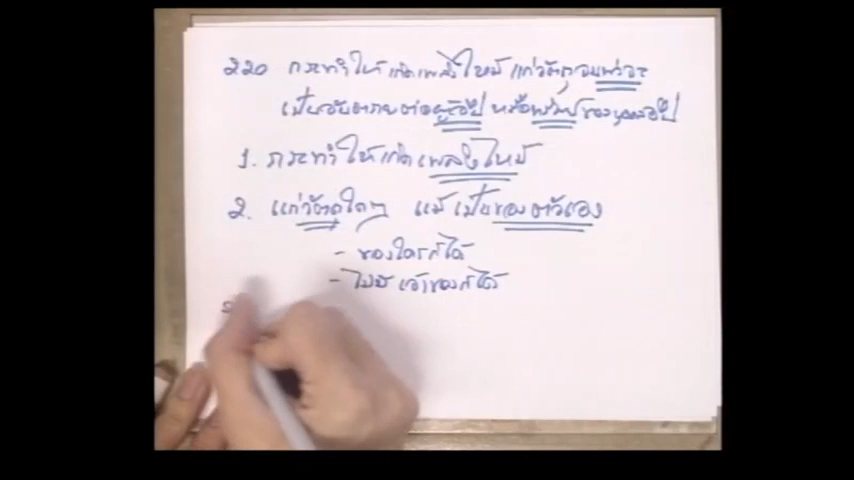 220 กระทำให้เกิดเพลิงไหม้ แก่วัตถุ จนน่าจะ
เป็นอันตรายต่อผู้อื่น หรือทรัพย์ของบุคคลอื่น
1. กระทำให้เกิดเพลิงไหม้
2. แก่วัตถุใดๆ แม้เป็นของตัวเอง
- ของใครก็ได้
- ไม่มีเจ้าของก็ได้